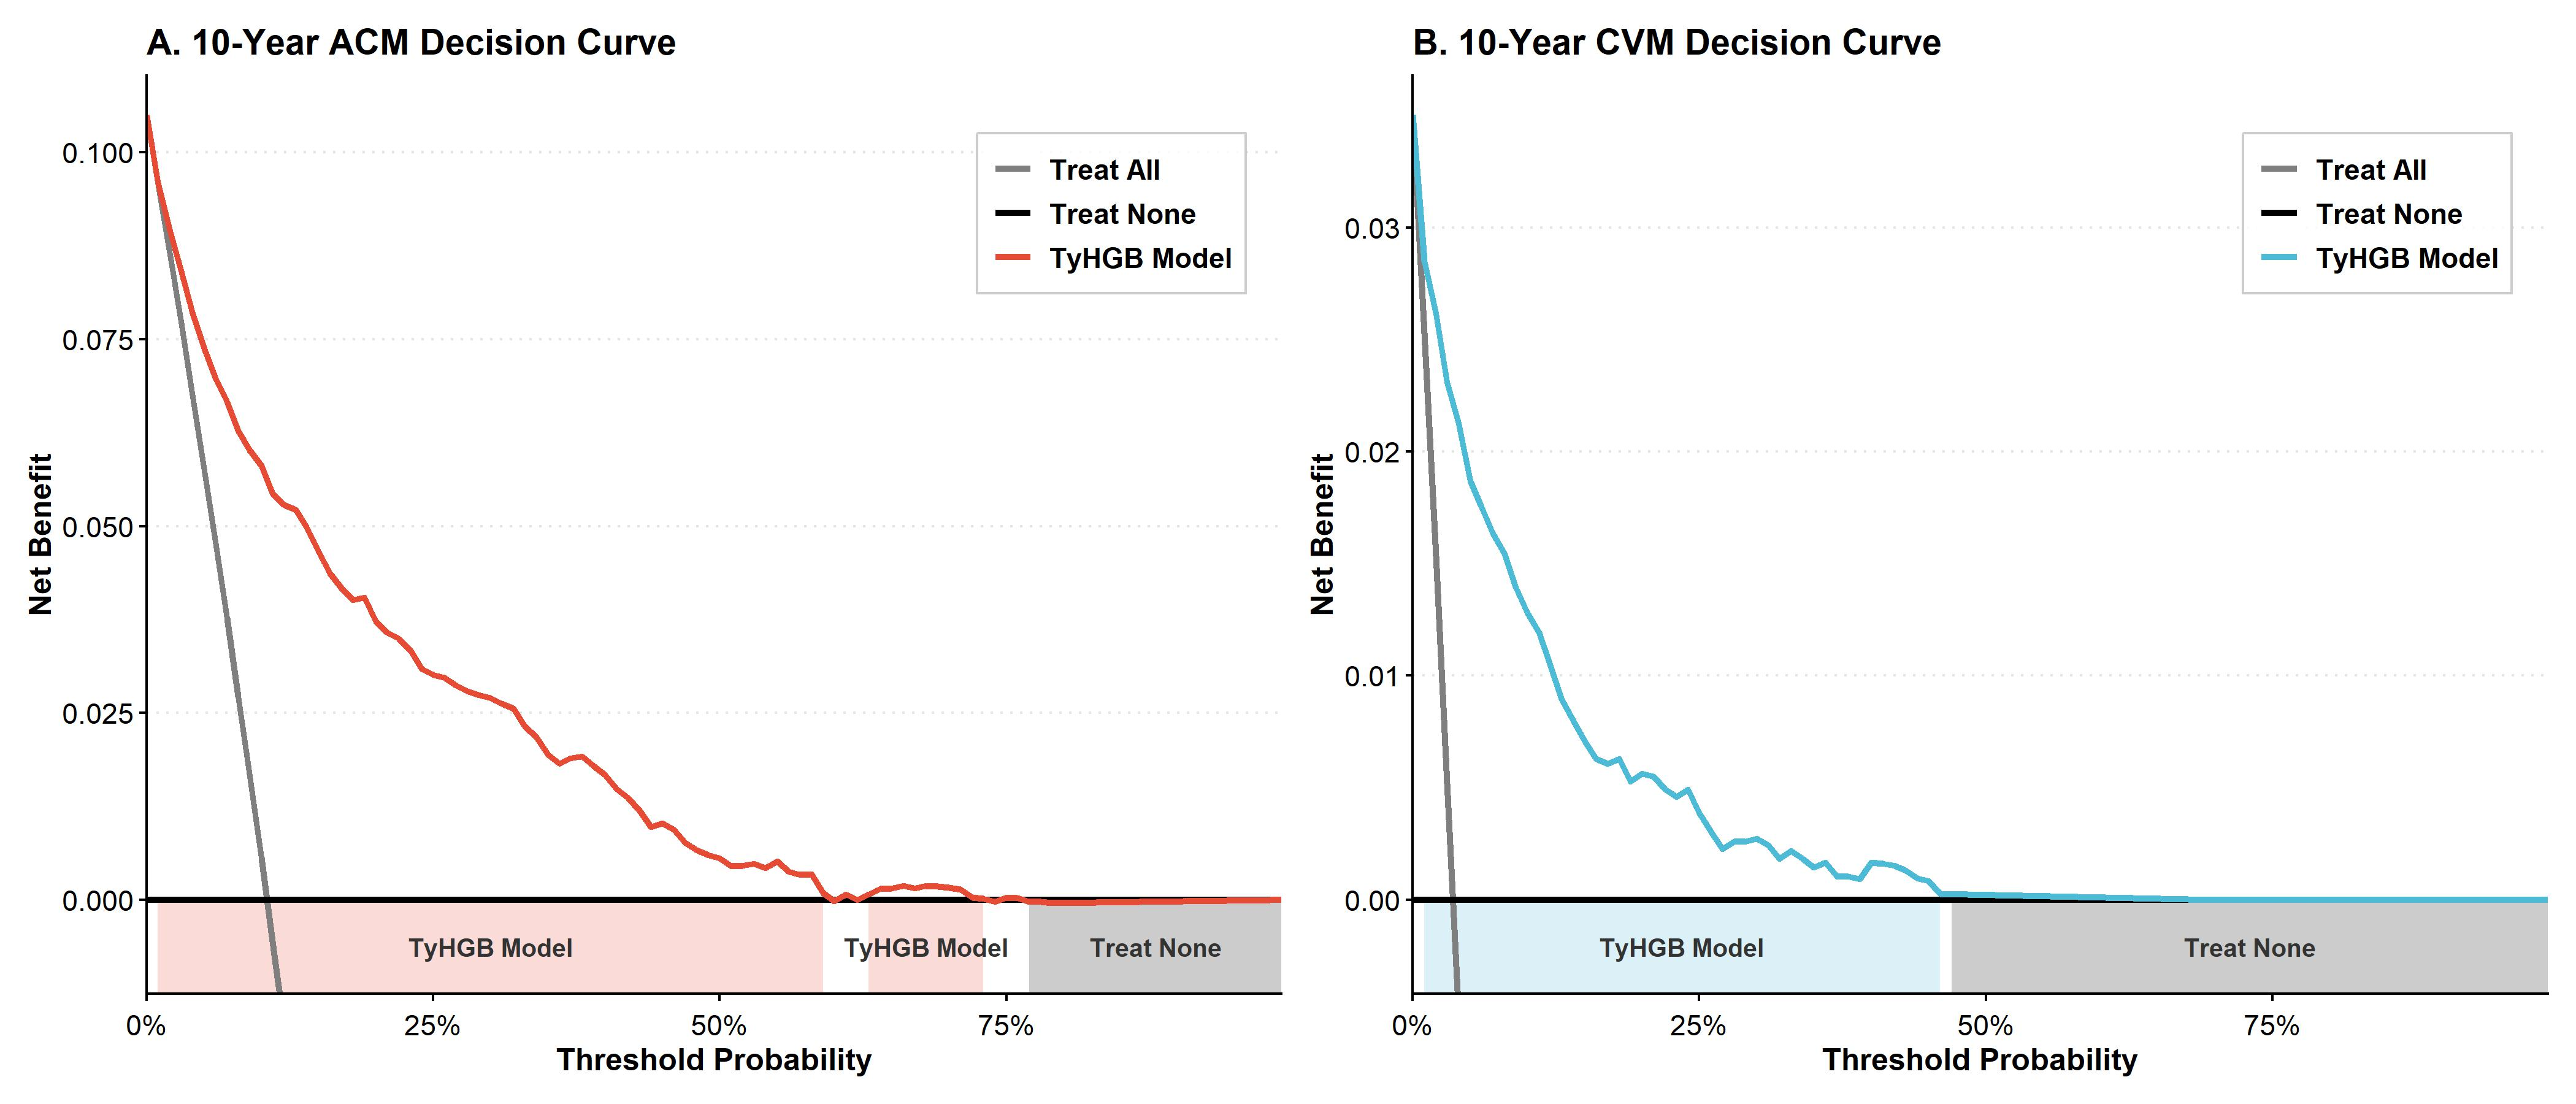 A. 10-Year ACM Decision Curve
Net Benefit
0.100
0.075
0.050
0.025
0.000
Treat All
Treat None
TyHGB Model
TyHGB Model
TyHGB Model
Treat None
0%
25%
50%
75%
Threshold Probability
B. 10-Year CVM Decision Curve
Net Benefit
0.03
0.02
0.01
0.00
Treat All
Treat None
TyHGB Model
TyHGB Model
Treat None
0%
25%
50%
75%
Threshold Probability